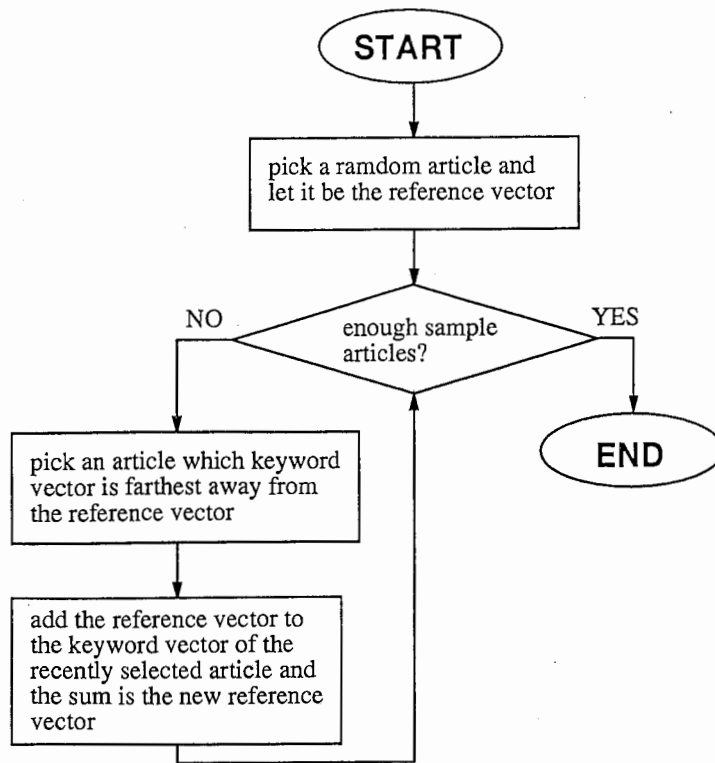 START
pick a ramdom article and
let it be the reference vector
NO
YES
enough sample
articles?
pick an article which keyword
vector is farthest away from
the reference vector
END
add the reference vector to
the keyword vector of the
recently selected article and
the sum is the new reference
vector